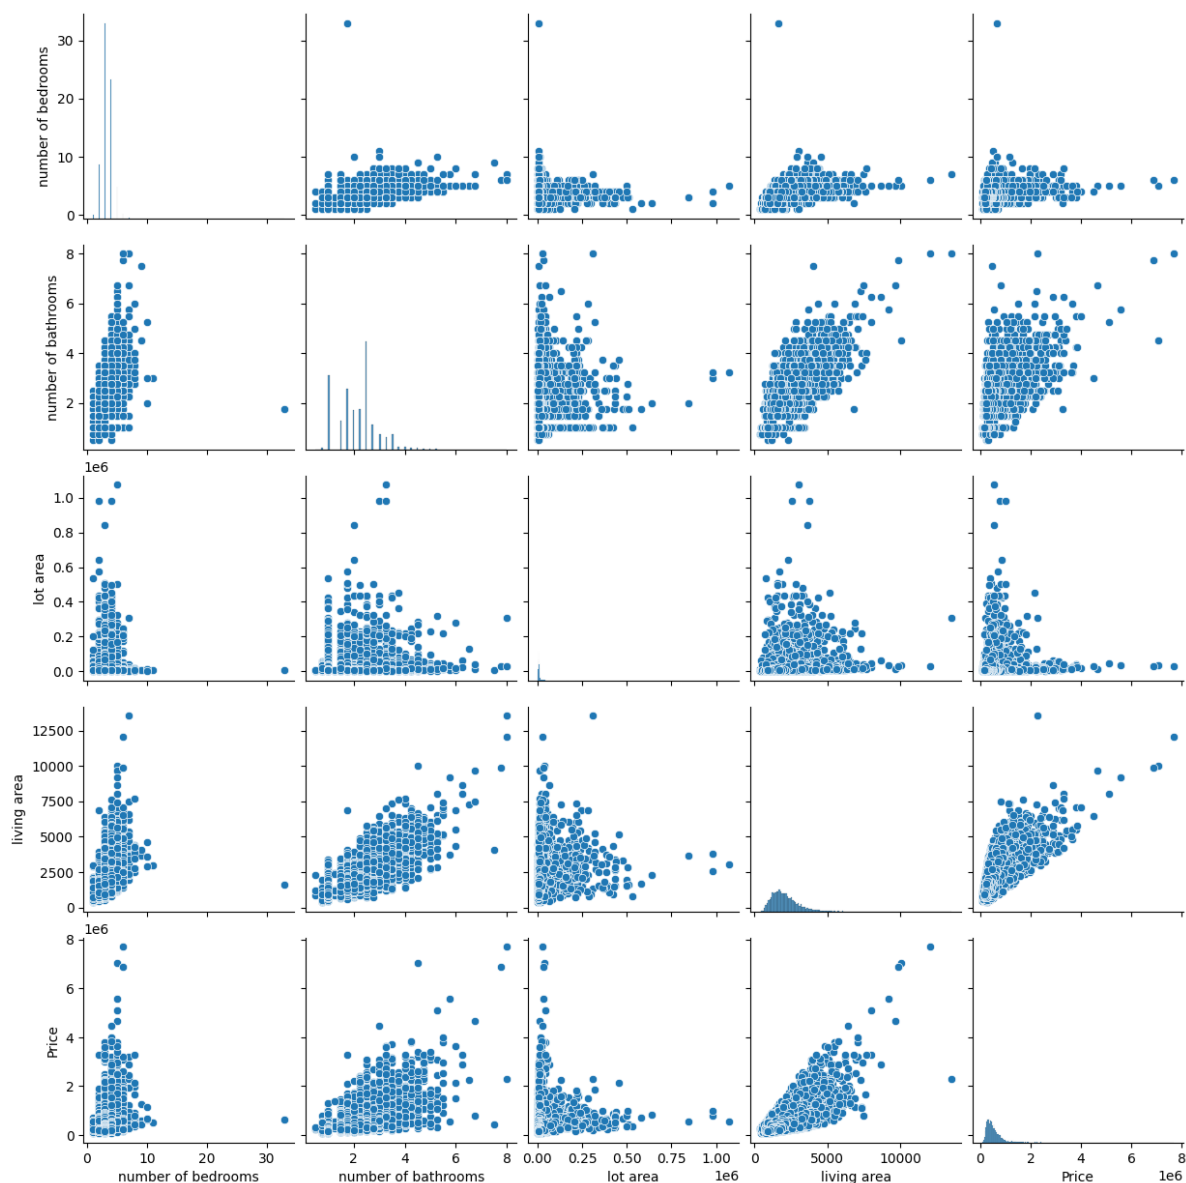 30
20
10
0
number of bedrooms
8
6
4
2
number of bathrooms
1e6
1.0
0.8
0.6
0.4
0.2
0.0
lot area
12500
10000
7500
5000
2500
0
living area
1e6
8
6
4
2
0
Price
0 10 20 30
number of bedrooms
2 4 6 8
number of bathrooms
0.00 0.25 0.50 0.75 1.00
lot area 1e6
0 5000 10000
living area
0 2 4 6 8
Price 1e6